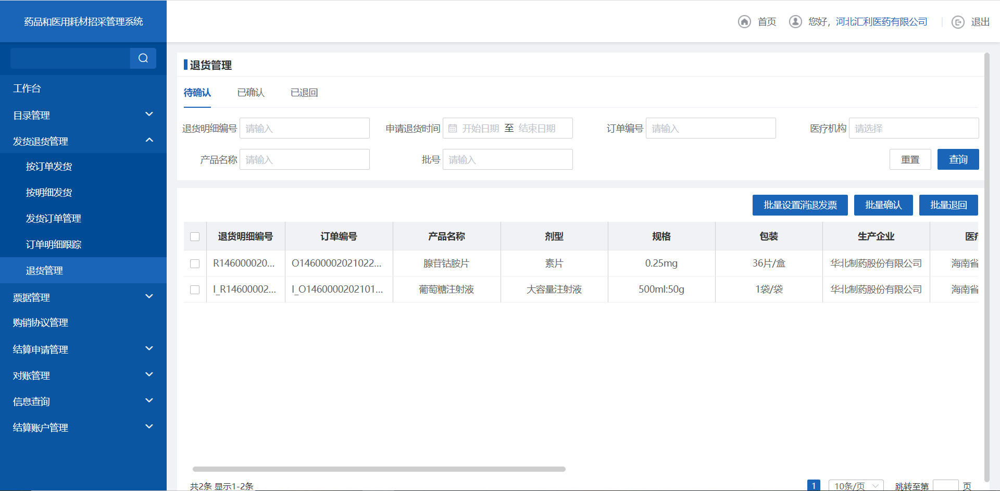 药品和医用耗材招采管理系统
首页 您好，河北汇利医药有限公司 退出
工作台
目录管理
发货退货管理
按订单发货
按明细发货
发货订单管理
订单明细跟踪
退货管理
票据管理
购销协议管理
结算申请管理
对账管理
信息查询
结算账户管理
退货管理
待确认 已确认 已退回
退货明细编号 请输入 申请退货时间 开始日期 至 结束日期 订单编号 请输入 医疗机构 请选择
产品名称 请输入 批号 请输入 重置 查询
批量设置消退发票 批量确认 批量退回
退货明细编号 订单编号 产品名称 剂型 规格 包装 生产企业 医疗
R146000020... O14600002021022... 腺苷钴胺片 素片 0.25mg 36片/盒 华北制药股份有限公司 海南省
I_R14600002... I_O1460000202101... 葡萄糖注射液 大容量注射液 500ml:50g 1袋/袋 华北制药股份有限公司 海南省
共2条 显示1-2条 1 10条/页 跳转至第 页